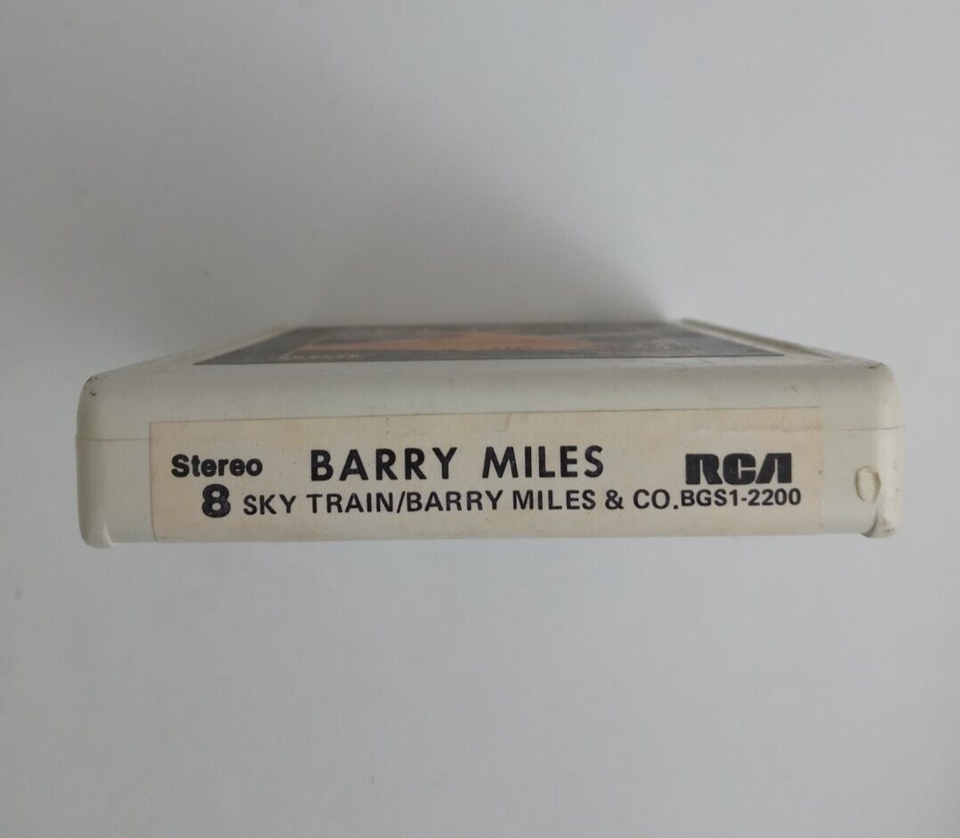 Stereo BARRY MILES RCA
8 SKY TRAIN/BARRY MILES & CO. BGS1-2200